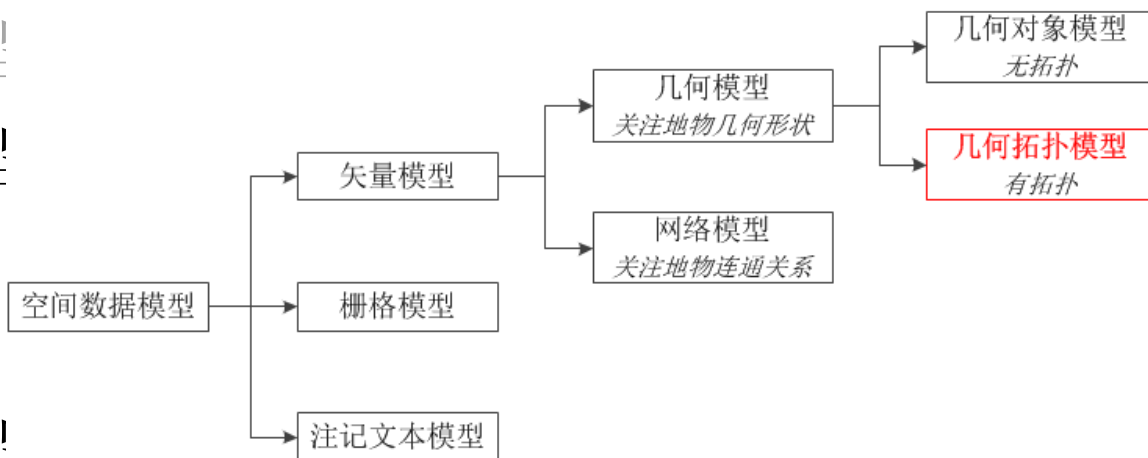 几何对象模型
无拓扑
几何模型
关注地物几何形状
几何拓扑模型
有拓扑
矢量模型
网络模型
关注地物连通关系
空间数据模型
栅格模型
注记文本模型